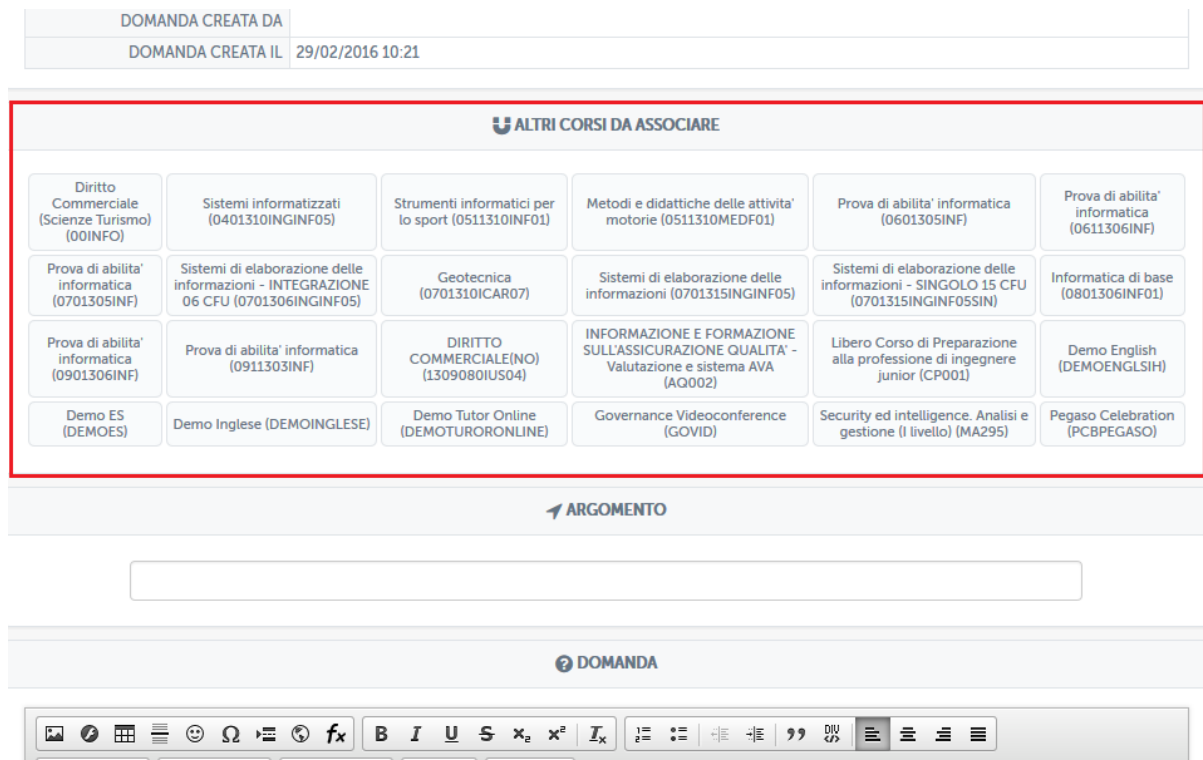 DOMANDA CREATA DA
DOMANDA CREATA IL 29/02/2016 10:21
ALTRI CORSI DA ASSOCIARE
Diritto
Commerciale
(Scienze Turismo)
(00INFO)
Sistemi informatizzati
(0401310INGINF05)
Strumenti informatici per
lo sport (0511310INF01)
Metodi e didattiche delle attivita'
motorie (0511310MEDF01)
Prova di abilita' informatica
(0601305INF)
Prova di abilita'
informatica
(0611306INF)
Prova di abilita'
informatica
(0701305INF)
Sistemi di elaborazione delle
informazioni - INTEGRAZIONE
06 CFU (0701306INGINF05)
Geotecnica
(0701310ICAR07)
Sistemi di elaborazione delle
informazioni (0701315INGINF05)
Sistemi di elaborazione delle
informazioni - SINGOLO 15 CFU
(0701315INGINF05SIN)
Informatica di base
(0801306INF01)
Prova di abilita'
informatica
(0901306INF)
Prova di abilita' informatica
(0911303INF)
DIRITTO
COMMERCIALE(NO)
(1309080IUS04)
INFORMAZIONE E FORMAZIONE
SULL'ASSICURAZIONE QUALITA' -
Valutazione e sistema AVA
(AQ002)
Libero Corso di Preparazione
alla professione di ingegnere
junior (CP001)
Demo English
(DEMOENGLSIH)
Demo ES
(DEMOES)
Demo Inglese (DEMOINGLESE)
Demo Tutor Online
(DEMOTURORONLINE)
Governance Videoconference
(GOVID)
Security ed intelligence. Analisi e
gestione (I livello) (MA295)
Pegaso Celebration
(PCBPEGASO)
ARGOMENTO
DOMANDA